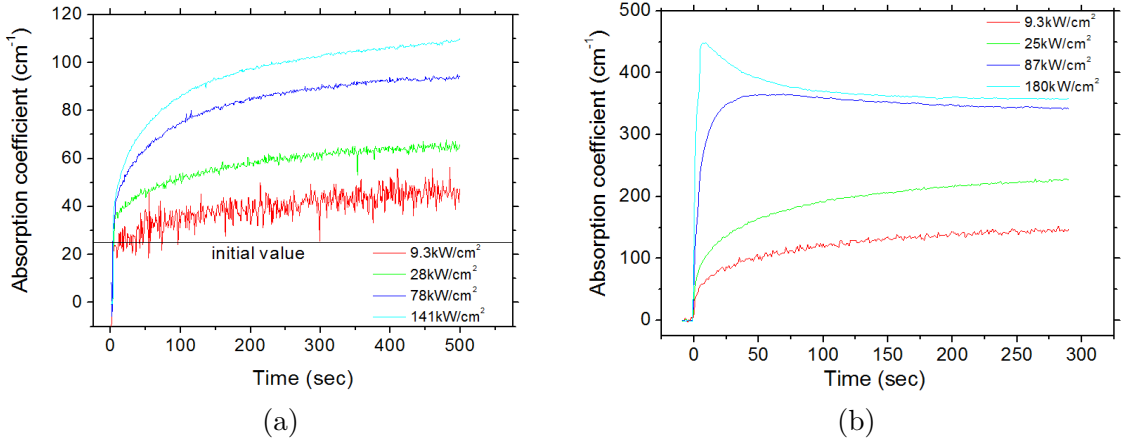 120
100
80
60
40
20
0
Absorption coefficient (cm⁻¹)
initial value
9.3kW/cm²
28kW/cm²
78kW/cm²
141kW/cm²
0 100 200 300 400 500
Time (sec)
(a)
500
400
300
200
100
0
Absorption coefficient (cm⁻¹)
9.3kW/cm²
25kW/cm²
87kW/cm²
180kW/cm²
0 50 100 150 200 250 300
Time (sec)
(b)